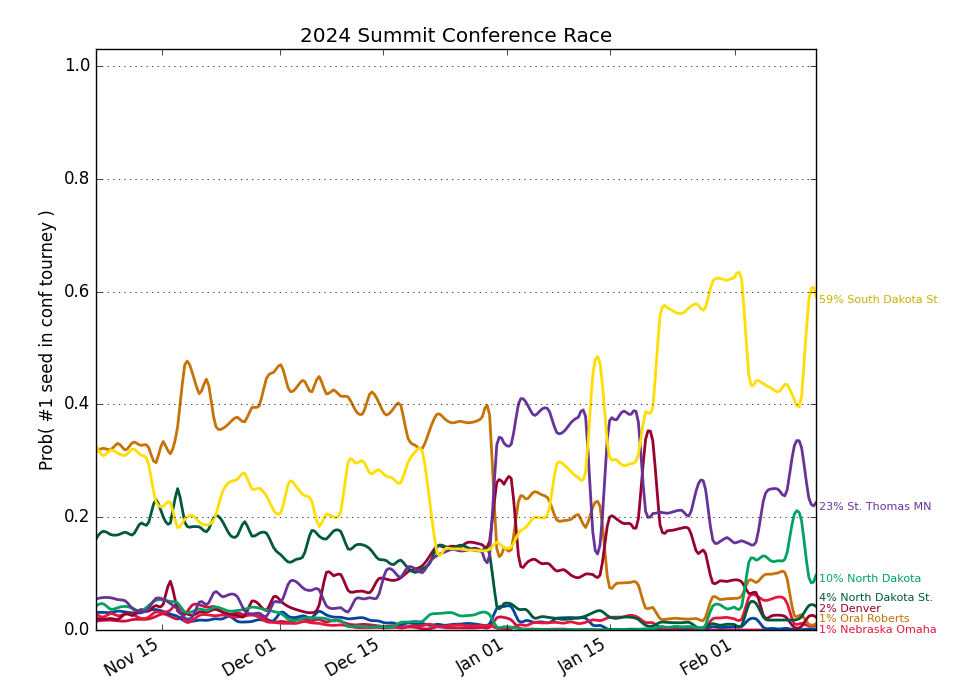 2024 Summit Conference Race
Prob( #1 seed in conf tourney )
1.0
0.8
0.6
0.4
0.2
0.0
59% South Dakota St.
23% St. Thomas MN
10% North Dakota
4% North Dakota St.
2% Denver
1% Oral Roberts
1% Nebraska Omaha
Nov 15
Dec 01
Dec 15
Jan 01
Jan 15
Feb 01